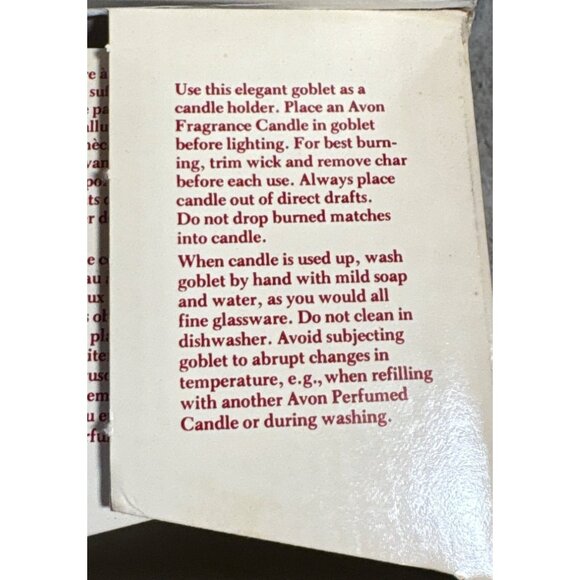 Use this elegant goblet as a
candle holder. Place an Avon
Fragrance Candle in goblet
before lighting. For best burn-
ing, trim wick and remove char
before each use. Always place
candle out of direct drafts.
Do not drop burned matches
into candle.
When candle is used up, wash
goblet by hand with mild soap
and water, as you would all
fine glassware. Do not clean in
dishwasher. Avoid subjecting
goblet to abrupt changes in
temperature, e.g., when refilling
with another Avon Perfumed
Candle or during washing.